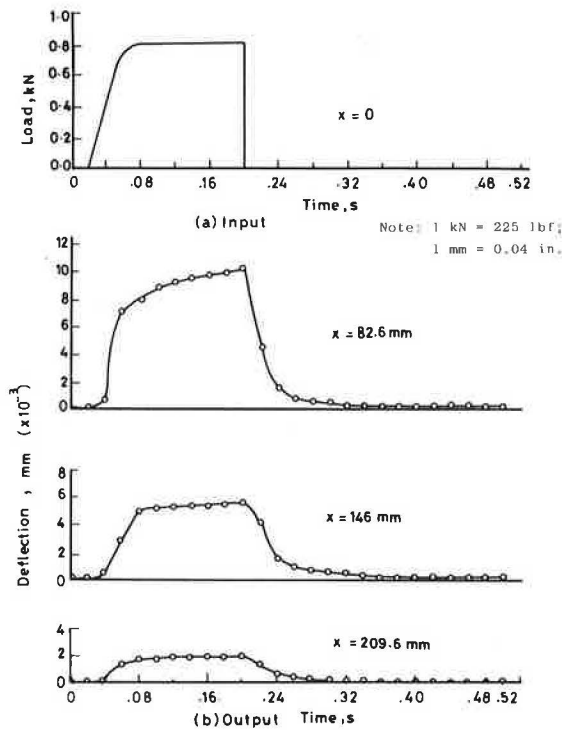 1.0
0.8
0.6
0.4
0.2
0.0
Load, kN
x = 0
0 .08 .16 .24 .32 .40 .48 .52
Time, s
(a) Input
Note: 1 kN = 225 lbf;
1 mm = 0.04 in.
12
10
8
6
4
2
0
x = 82.6 mm
Deflection , mm (x10⁻³)
8
6
4
2
0
x = 146 mm
4
2
0
x = 209.6 mm
0 .08 .16 .24 .32 .40 .48 .52
(b) Output Time, s